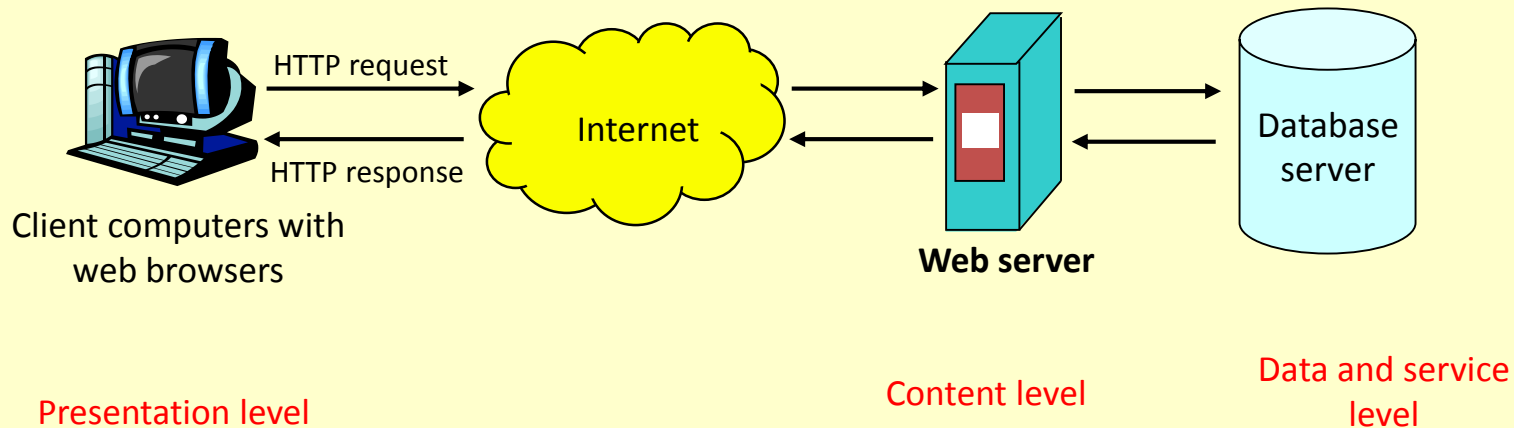 HTTP request
HTTP response
Client computers with
web browsers
Internet
Web server
Database
server
Presentation level
Content level
Data and service
level